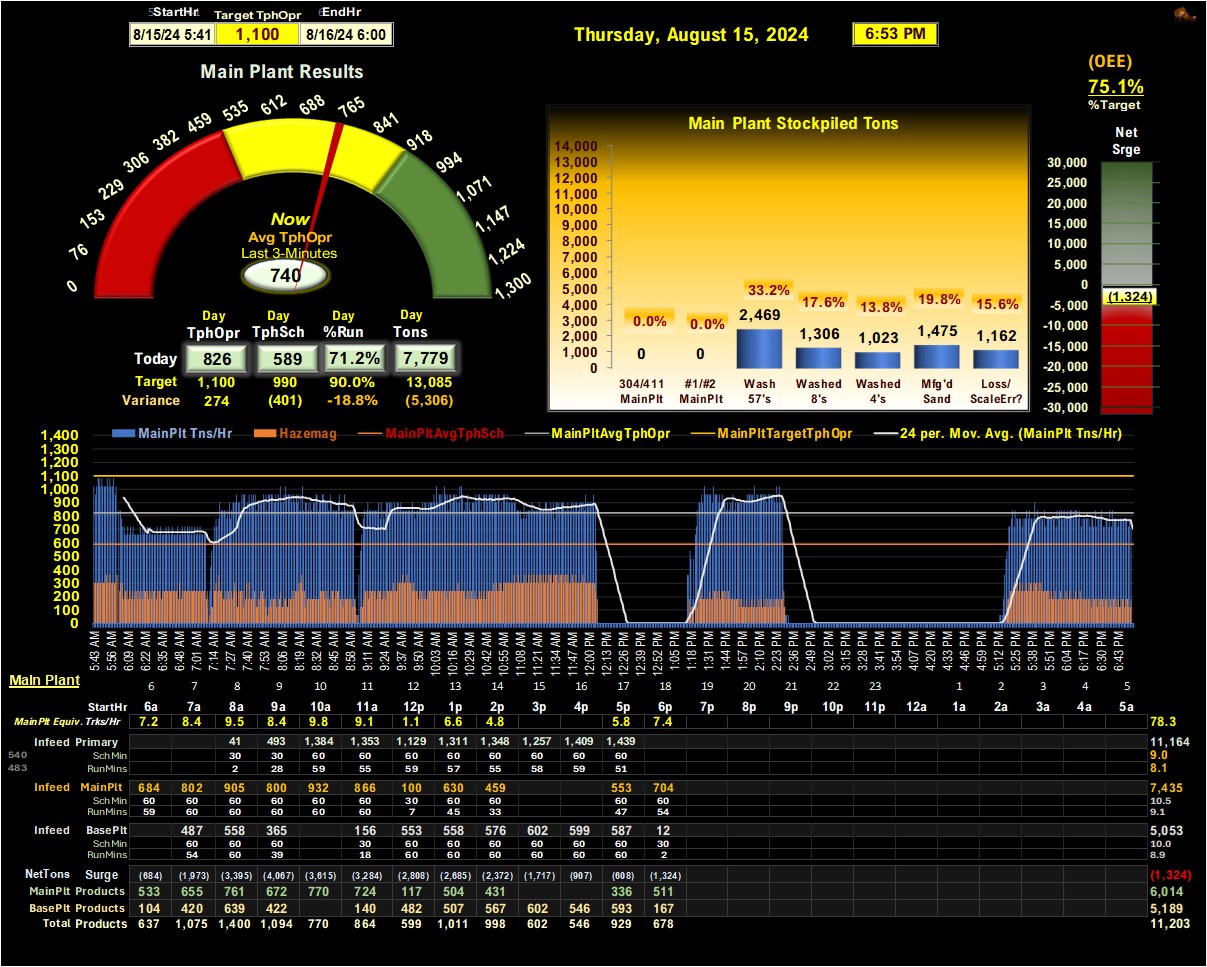 StartHr Target TphOpr EndHr
8/15/24 5:41 1,100 8/16/24 6:00
Thursday, August 15, 2024 6:53 PM
(OEE)
75.1%
%Target
Main Plant Results
0 76 153 229 306 382 459 535 612 688 765 841 918 994 1,071 1,147 1,224 1,300
Now
Avg TphOpr
Last 3-Minutes
740
Day Day Day Day
TphOpr TphSch %Run Tons
Today 826 589 71.2% 7,779
Target 1,100 990 90.0% 13,085
Variance 274 (401) -18.8% (5,306)
Main Plant Stockpiled Tons
14,000
13,000
12,000
11,000
10,000
9,000
8,000
7,000
6,000
5,000
4,000
3,000
2,000
1,000
0
0.0% 0.0% 33.2% 17.6% 13.8% 19.8% 15.6%
0 0 2,469 1,306 1,023 1,475 1,162
304/411 #1/#2 Wash Washed Washed Mfg'd Loss/
MainPlt MainPlt 57's 8's 4's Sand ScaleErr?
Net
Srge
30,000
25,000
20,000
15,000
10,000
5,000
0
(1,324)
-5,000
-10,000
-15,000
-20,000
-25,000
-30,000
MainPlt Tns/Hr Hazemag MainPltAvgTphSch MainPltAvgTphOpr MainPltTargetTphOpr 24 per. Mov. Avg. (MainPlt Tns/Hr)
1,400
1,300
1,200
1,100
1,000
900
800
700
600
500
400
300
200
100
0
5:43 AM 5:56 AM 6:09 AM 6:22 AM 6:35 AM 6:48 AM 7:01 AM 7:14 AM 7:27 AM 7:40 AM 7:53 AM 8:06 AM 8:19 AM 8:32 AM 8:45 AM 8:58 AM 9:11 AM 9:24 AM 9:37 AM 9:50 AM 10:03 AM 10:16 AM 10:29 AM 10:42 AM 10:55 AM 11:08 AM 11:21 AM 11:34 AM 11:47 AM 12:00 PM 12:13 PM 12:26 PM 12:39 PM 12:52 PM 1:05 PM 1:18 PM 1:31 PM 1:44 PM 1:57 PM 2:10 PM 2:23 PM 2:36 PM 2:49 PM 3:02 PM 3:15 PM 3:28 PM 3:41 PM 3:54 PM 4:07 PM 4:20 PM 4:33 PM 4:46 PM 4:59 PM 5:12 PM 5:25 PM 5:38 PM 5:51 PM 6:04 PM 6:17 PM 6:30 PM 6:43 PM
Main Plant
6 7 8 9 10 11 12 13 14 15 16 17 18 19 20 21 22 23 1 2 3 4 5
StartHr 6a 7a 8a 9a 10a 11a 12p 1p 2p 3p 4p 5p 6p 7p 8p 9p 10p 11p 12a 1a 2a 3a 4a 5a
MainPlt Equiv. Trks/Hr 7.2 8.4 9.5 8.4 9.8 9.1 1.1 6.6 4.8 5.8 7.4 78.3
Infeed Primary 41 493 1,384 1,353 1,129 1,311 1,348 1,257 1,409 1,439 11,164
540 SchMin 30 30 60 60 60 60 60 60 60 60 9.0
483 RunMins 2 28 59 55 59 57 55 58 59 51 8.1
Infeed MainPlt 684 802 905 800 932 866 100 630 459 553 704 7,435
SchMin 60 60 60 60 60 60 30 60 60 60 60 10.5
RunMins 59 60 60 60 60 60 7 45 33 47 54 9.1
Infeed BasePlt 487 558 365 156 553 558 576 602 599 587 12 5,053
SchMin 60 60 60 30 60 60 60 60 60 60 30 10.0
RunMins 54 60 39 18 60 60 60 60 60 60 2 8.9
NetTons Surge (684) (1,973) (3,395) (4,067) (3,615) (3,284) (2,808) (2,685) (2,372) (1,717) (907) (608) (1,324) (1,324)
MainPlt Products 533 655 761 672 770 724 117 504 431 336 511 6,014
BasePlt Products 104 420 639 422 140 482 507 567 602 546 593 167 5,189
Total Products 637 1,075 1,400 1,094 770 864 599 1,011 998 602 546 929 678 11,203